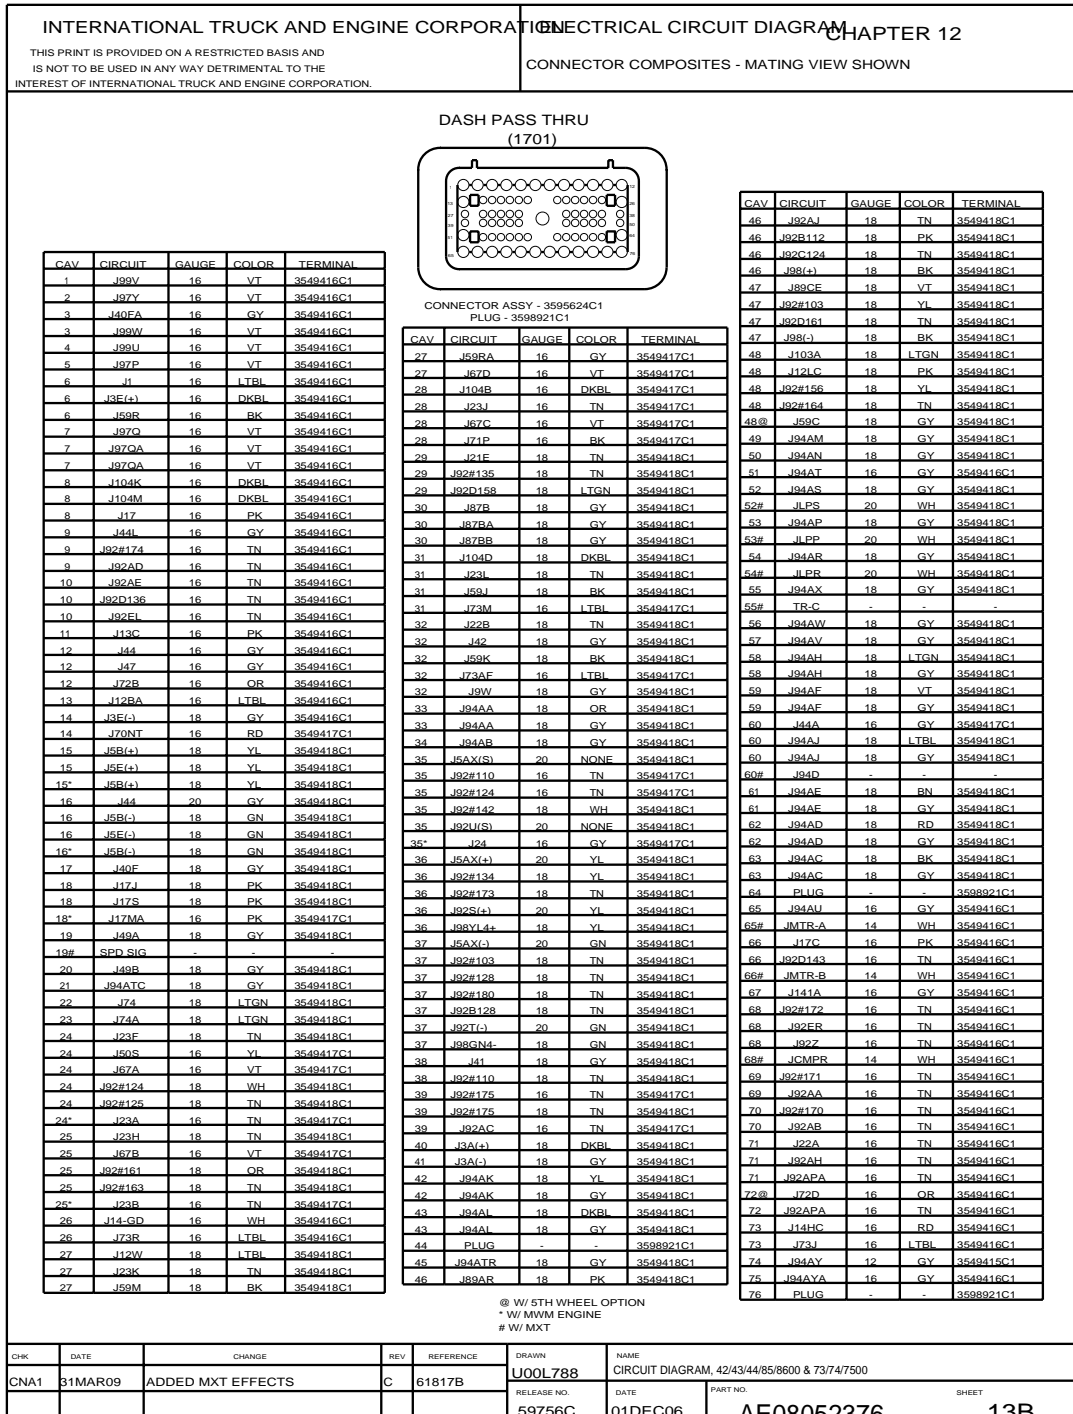 INTERNATIONAL TRUCK AND ENGINE CORPORATION
THIS PRINT IS PROVIDED ON A RESTRICTED BASIS AND
IS NOT TO BE USED IN ANY WAY DETRIMENTAL TO THE
INTEREST OF INTERNATIONAL TRUCK AND ENGINE CORPORATION.
ELECTRICAL CIRCUIT DIAGRAM
CHAPTER 12
CONNECTOR COMPOSITES - MATING VIEW SHOWN
DASH PASS THRU
(1701)
1 12
13 26
27 38
39 50
51 64
65 76
CONNECTOR ASSY - 3595624C1
PLUG - 3598921C1
CAV CIRCUIT GAUGE COLOR TERMINAL
1 J99V 16 VT 3549416C1
2 J97Y 16 VT 3549416C1
3 J40FA 16 GY 3549416C1
3 J99W 16 VT 3549416C1
4 J99U 16 VT 3549416C1
5 J97P 16 VT 3549416C1
6 J1 16 LTBL 3549416C1
6 J3E(+) 16 DKBL 3549416C1
6 J59R 16 BK 3549416C1
7 J97Q 16 VT 3549416C1
7 J97QA 16 VT 3549416C1
7 J97QA 16 VT 3549416C1
8 J104K 16 DKBL 3549416C1
8 J104M 16 DKBL 3549416C1
8 J17 16 PK 3549416C1
9 J44L 16 GY 3549416C1
9 J92#174 16 TN 3549416C1
9 J92AD 16 TN 3549416C1
10 J92AE 16 TN 3549416C1
10 J92D136 16 TN 3549416C1
10 J92EL 16 TN 3549416C1
11 J13C 16 PK 3549416C1
12 J44 16 GY 3549416C1
12 J47 16 GY 3549416C1
12 J72B 16 OR 3549416C1
13 J12BA 16 LTBL 3549416C1
14 J3E(-) 18 GY 3549416C1
14 J70NT 16 RD 3549417C1
15 J5B(+) 18 YL 3549418C1
15 J5E(+) 18 YL 3549418C1
15* J5B(+) 18 YL 3549418C1
16 J44 20 GY 3549418C1
16 J5B(-) 18 GN 3549418C1
16 J5E(-) 18 GN 3549418C1
16* J5B(-) 18 GN 3549418C1
17 J40F 18 GY 3549418C1
18 J17J 18 PK 3549418C1
18 J17S 18 PK 3549418C1
18* J17MA 16 PK 3549417C1
19 J49A 18 GY 3549418C1
19# SPD SIG - - -
20 J49B 18 GY 3549418C1
21 J94ATC 18 GY 3549418C1
22 J74 18 LTGN 3549418C1
23 J74A 18 LTGN 3549418C1
24 J23F 18 TN 3549418C1
24 J50S 16 YL 3549417C1
24 J67A 16 VT 3549417C1
24 J92#124 18 WH 3549418C1
24 J92#125 18 TN 3549418C1
24* J23A 16 TN 3549417C1
25 J23H 18 TN 3549418C1
25 J67B 16 VT 3549417C1
25 J92#161 18 OR 3549418C1
25 J92#163 18 TN 3549418C1
25* J23B 16 TN 3549417C1
26 J14-GD 16 WH 3549416C1
26 J73R 16 LTBL 3549416C1
27 J12W 18 LTBL 3549418C1
27 J23K 18 TN 3549418C1
27 J59M 18 BK 3549418C1
CAV CIRCUIT GAUGE COLOR TERMINAL
27 J59RA 16 GY 3549417C1
27 J67D 16 VT 3549417C1
28 J104B 16 DKBL 3549417C1
28 J23J 16 TN 3549417C1
28 J67C 16 VT 3549417C1
28 J71P 16 BK 3549417C1
29 J21E 18 TN 3549418C1
29 J92#135 18 TN 3549418C1
29 J92D158 18 LTGN 3549418C1
30 J87B 18 GY 3549418C1
30 J87BA 18 GY 3549418C1
30 J87BB 18 GY 3549418C1
31 J104D 18 DKBL 3549418C1
31 J23L 18 TN 3549418C1
31 J59J 18 BK 3549418C1
31 J73M 16 LTBL 3549417C1
32 J22B 18 TN 3549418C1
32 J42 18 GY 3549418C1
32 J59K 18 BK 3549418C1
32 J73AF 16 LTBL 3549417C1
32 J9W 18 GY 3549418C1
33 J94AA 18 OR 3549418C1
33 J94AA 18 GY 3549418C1
34 J94AB 18 GY 3549418C1
35 J5AX(S) 20 NONE 3549418C1
35 J92#110 16 TN 3549417C1
35 J92#124 16 TN 3549417C1
35 J92#142 18 WH 3549418C1
35 J92U(S) 20 NONE 3549418C1
35* J24 16 GY 3549417C1
36 J5AX(+) 20 YL 3549418C1
36 J92#134 18 YL 3549418C1
36 J92#173 18 TN 3549418C1
36 J92S(+) 20 YL 3549418C1
36 J98YL4+ 18 YL 3549418C1
37 J5AX(-) 20 GN 3549418C1
37 J92#103 18 TN 3549418C1
37 J92#128 18 TN 3549418C1
37 J92#180 18 TN 3549418C1
37 J92B128 18 TN 3549418C1
37 J92T(-) 20 GN 3549418C1
37 J98GN4- 18 GN 3549418C1
38 J41 18 GY 3549418C1
38 J92#110 18 TN 3549418C1
39 J92#175 16 TN 3549417C1
39 J92#175 18 TN 3549418C1
39 J92AC 16 TN 3549417C1
40 J3A(+) 18 DKBL 3549418C1
41 J3A(-) 18 GY 3549418C1
42 J94AK 18 YL 3549418C1
42 J94AK 18 GY 3549418C1
43 J94AL 18 DKBL 3549418C1
43 J94AL 18 GY 3549418C1
44 PLUG - - 3598921C1
45 J94ATR 18 GY 3549418C1
46 J89AR 18 PK 3549418C1
CAV CIRCUIT GAUGE COLOR TERMINAL
46 J92AJ 18 TN 3549418C1
46 J92B112 18 PK 3549418C1
46 J92C124 18 TN 3549418C1
46 J98(+) 18 BK 3549418C1
47 J89CE 18 VT 3549418C1
47 J92#103 18 YL 3549418C1
47 J92D161 18 TN 3549418C1
47 J98(-) 18 BK 3549418C1
48 J103A 18 LTGN 3549418C1
48 J12LC 18 PK 3549418C1
48 J92#156 18 YL 3549418C1
48 J92#164 18 TN 3549418C1
48@ J59C 18 GY 3549418C1
49 J94AM 18 GY 3549418C1
50 J94AN 18 GY 3549418C1
51 J94AT 16 GY 3549416C1
52 J94AS 18 GY 3549418C1
52# JLPS 20 WH 3549418C1
53 J94AP 18 GY 3549418C1
53# JLPP 20 WH 3549418C1
54 J94AR 18 GY 3549418C1
54# JLPR 20 WH 3549418C1
55 J94AX 18 GY 3549418C1
55# TR-C - - -
56 J94AW 18 GY 3549418C1
57 J94AV 18 GY 3549418C1
58 J94AH 18 LTGN 3549418C1
58 J94AH 18 GY 3549418C1
59 J94AF 18 VT 3549418C1
59 J94AF 18 GY 3549418C1
60 J44A 16 GY 3549417C1
60 J94AJ 18 LTBL 3549418C1
60 J94AJ 18 GY 3549418C1
60# J94D - - -
61 J94AE 18 BN 3549418C1
61 J94AE 18 GY 3549418C1
62 J94AD 18 RD 3549418C1
62 J94AD 18 GY 3549418C1
63 J94AC 18 BK 3549418C1
63 J94AC 18 GY 3549418C1
64 PLUG - - 3598921C1
65 J94AU 16 GY 3549416C1
65# JMTR-A 14 WH 3549416C1
66 J17C 16 PK 3549416C1
66 J92D143 16 TN 3549416C1
66# JMTR-B 14 WH 3549416C1
67 J141A 16 GY 3549416C1
68 J92#172 16 TN 3549416C1
68 J92ER 16 TN 3549416C1
68 J92Z 16 TN 3549416C1
68# JCMPR 14 WH 3549416C1
69 J92#171 16 TN 3549416C1
69 J92AA 16 TN 3549416C1
70 J92#170 16 TN 3549416C1
70 J92AB 16 TN 3549416C1
71 J22A 16 TN 3549416C1
71 J92AH 16 TN 3549416C1
71 J92APA 16 TN 3549416C1
72@ J72D 16 OR 3549416C1
72 J92APA 16 TN 3549416C1
73 J14HC 16 RD 3549416C1
73 J73J 16 LTBL 3549416C1
74 J94AY 12 GY 3549415C1
75 J94AYA 16 GY 3549416C1
76 PLUG - - 3598921C1
@ W/ 5TH WHEEL OPTION
* W/ MWM ENGINE
# W/ MXT
CHK DATE CHANGE REV REFERENCE
CNA1 31MAR09 ADDED MXT EFFECTS C 61817B
DRAWN
U00L788
NAME
CIRCUIT DIAGRAM, 42/43/44/85/8600 & 73/74/7500
RELEASE NO. DATE PART NO. SHEET
59756C 01DEC06 AE08052376 13B